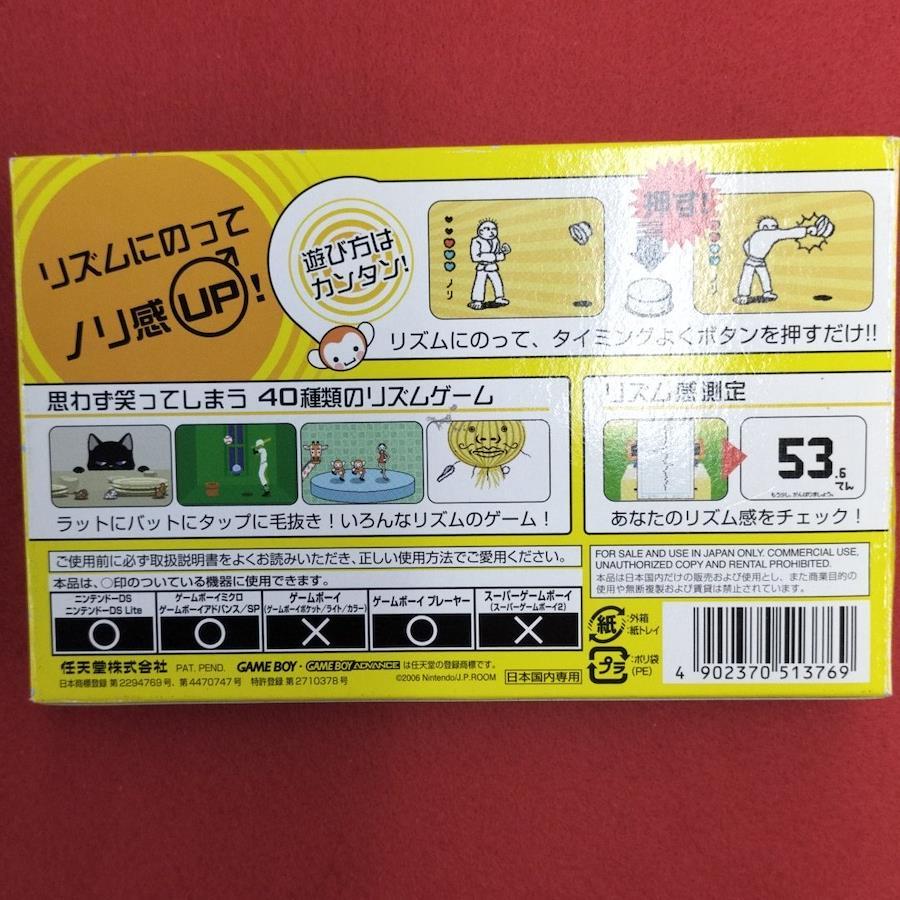 リズムにのって
ノリ感UP!
遊び方は
カンタン!
ノリ
押す!
リズムにのって、タイミングよくボタンを押すだけ!!
思わず笑ってしまう 40種類のリズムゲーム
ラットにバットにタップに毛抜き!いろんなリズムのゲーム!
リズム感測定
53.6
てん
もう少し、がんばりましょう。
あなたのリズム感をチェック!
ご使用前に必ず取扱説明書をよくお読みいただき、正しい使用方法でご愛用ください。
本品は、○印のついている機器に使用できます。
ニンテンドーDS
ニンテンドーDS Lite
ゲームボーイミクロ
ゲームボーイアドバンス/SP
ゲームボーイ
(ゲームボーイポケット/ライト/カラー)
ゲームボーイ プレーヤー
スーパーゲームボーイ
(スーパーゲームボーイ2)
○ ○ × ○ ×
FOR SALE AND USE IN JAPAN ONLY. COMMERCIAL USE,
UNAUTHORIZED COPY AND RENTAL PROHIBITED.
本品は日本国内だけの販売および使用とし、また商業目的の
使用や無断複製および賃貸は禁止されています。
紙
:外箱
:紙トレイ
プラ
:ポリ袋
(PE)
4 902370 513769
任天堂株式会社 PAT. PEND. GAME BOY・GAME BOY ADVANCE は任天堂の登録商標です。
日本商標登録 第2294769号、第4470747号 特許登録 第2710378号
©2006 Nintendo/J.P.ROOM
日本国内専用